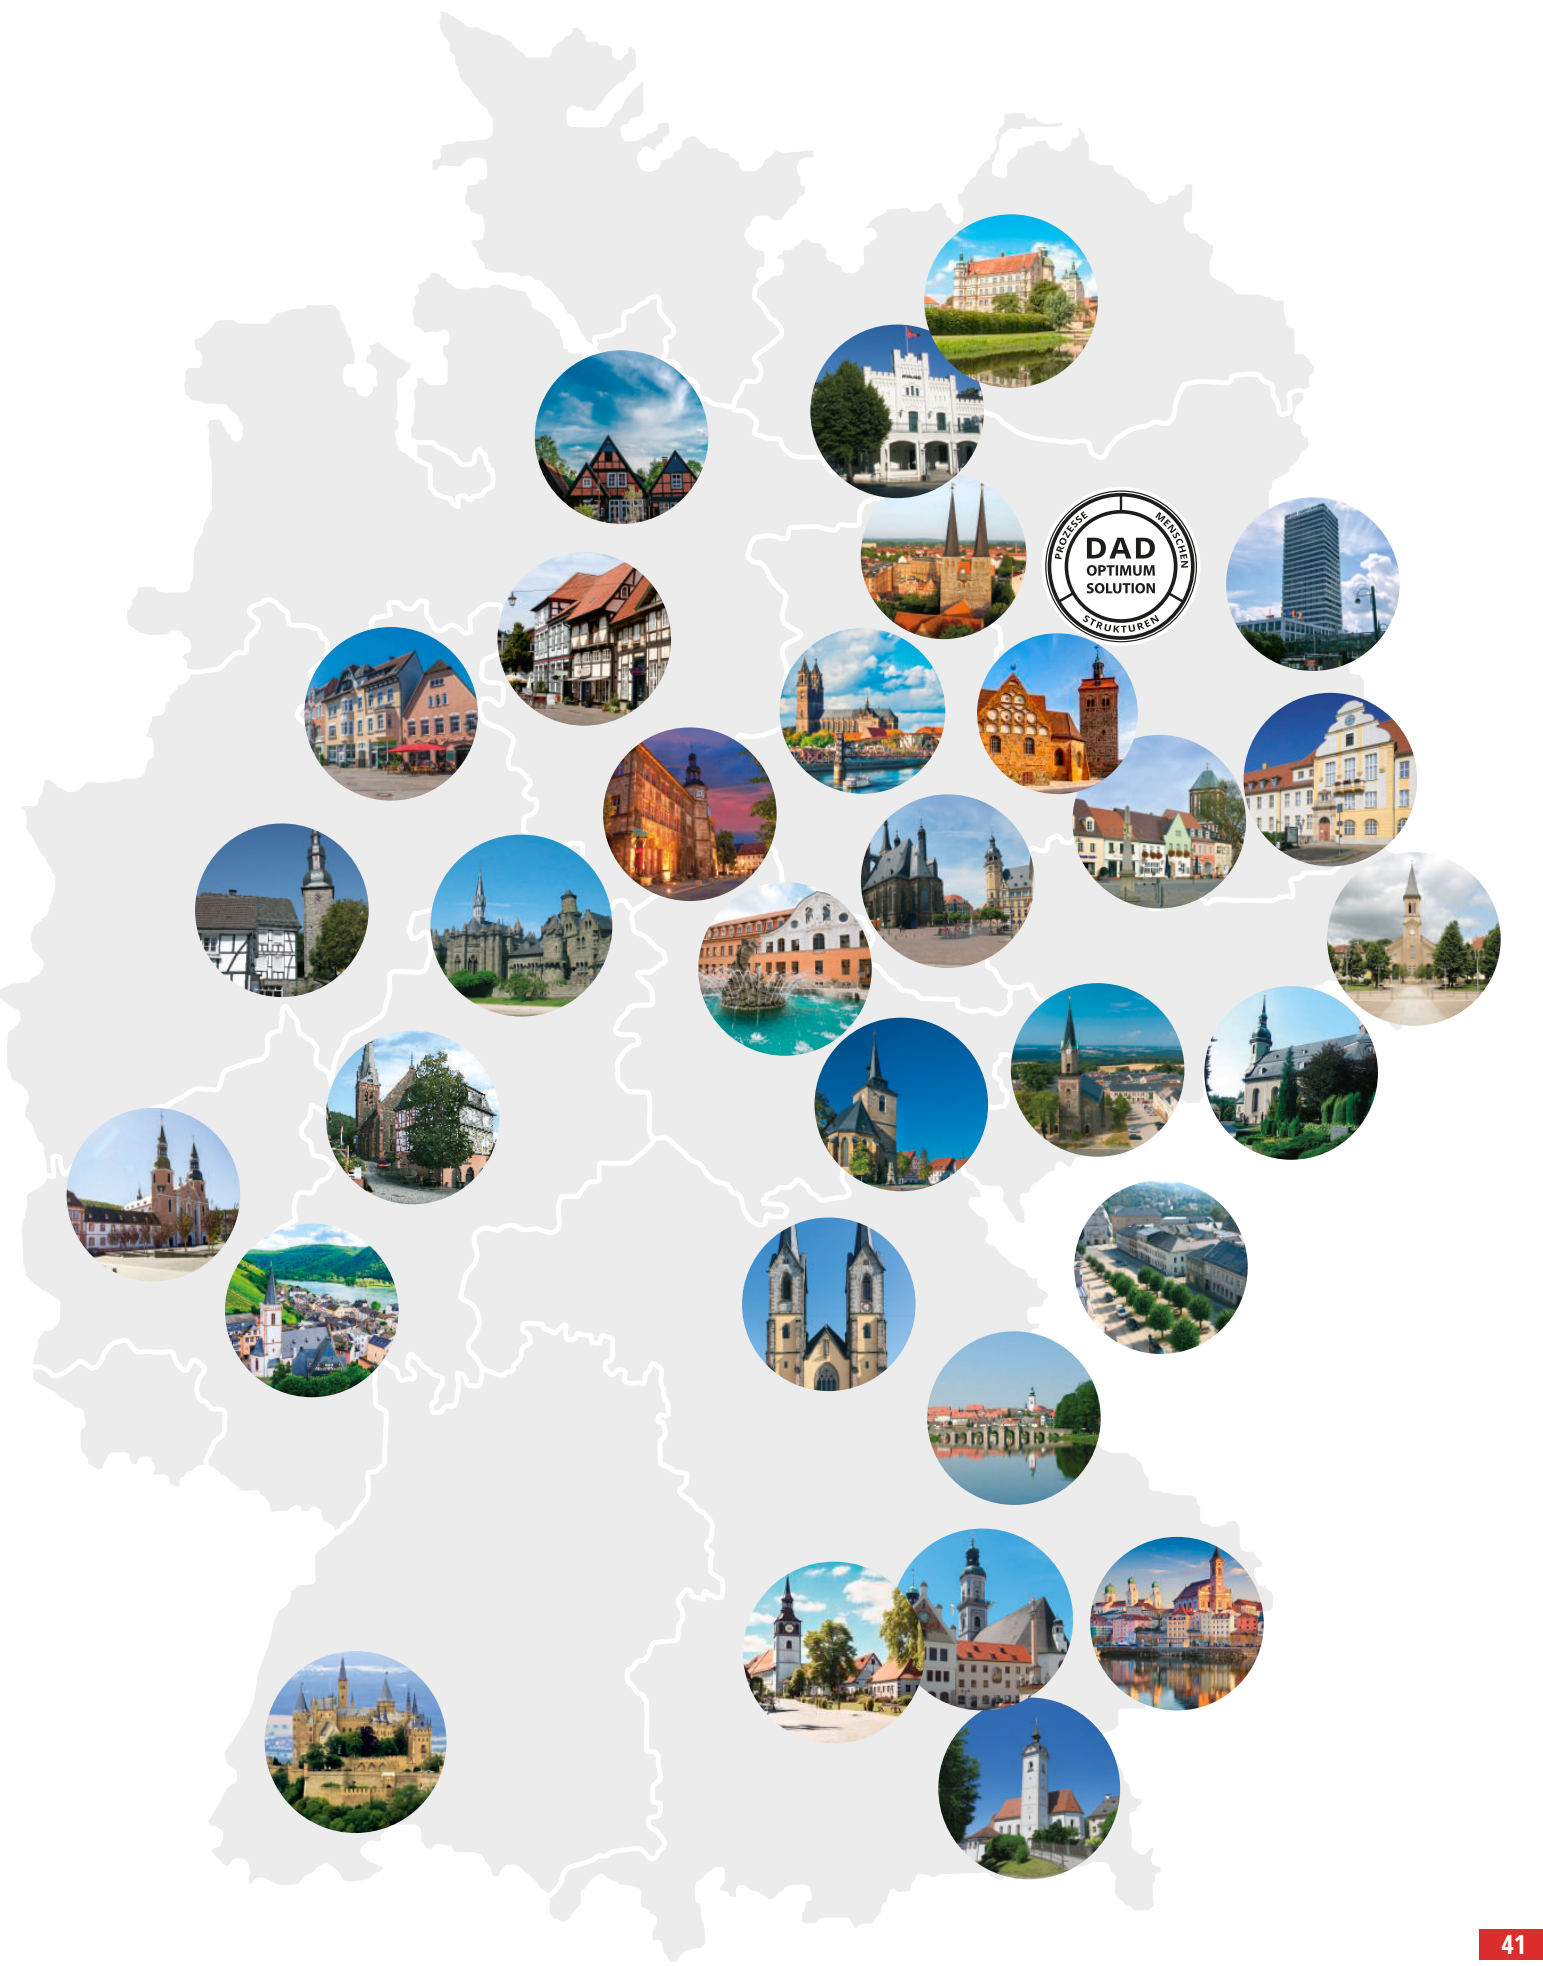 PROZESSE
MENSCHEN
DAD
OPTIMUM
SOLUTION
STRUKTUREN
41